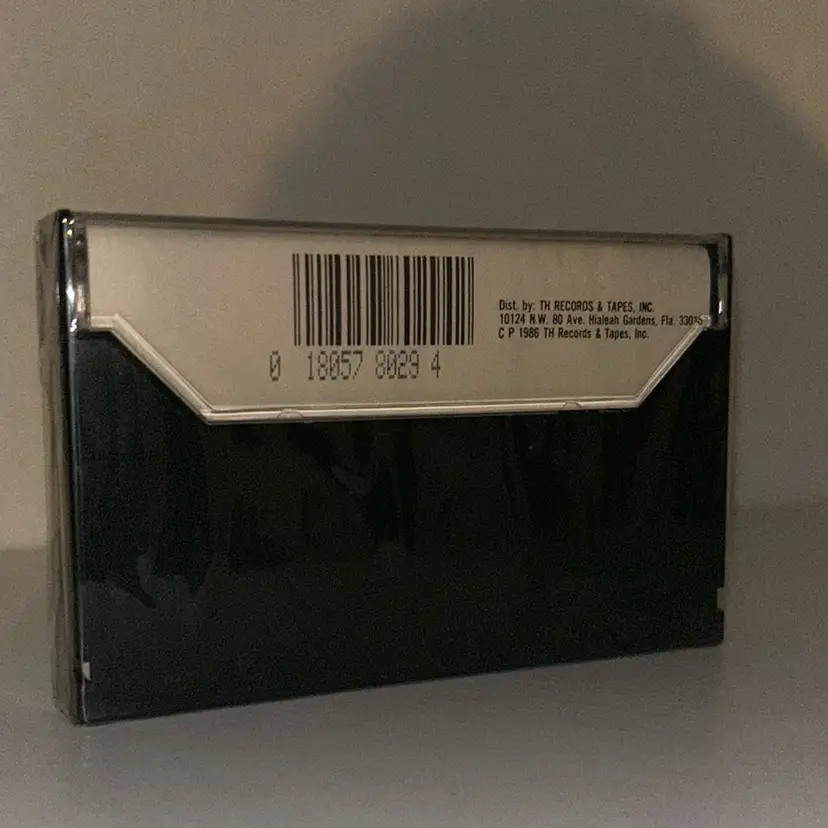 0 18057 8029 4
Dist. by: TH RECORDS & TAPES, INC.
10124 N.W. 80 Ave. Hialeah Gardens, Fla. 33016
C P 1986 TH Records & Tapes, Inc.